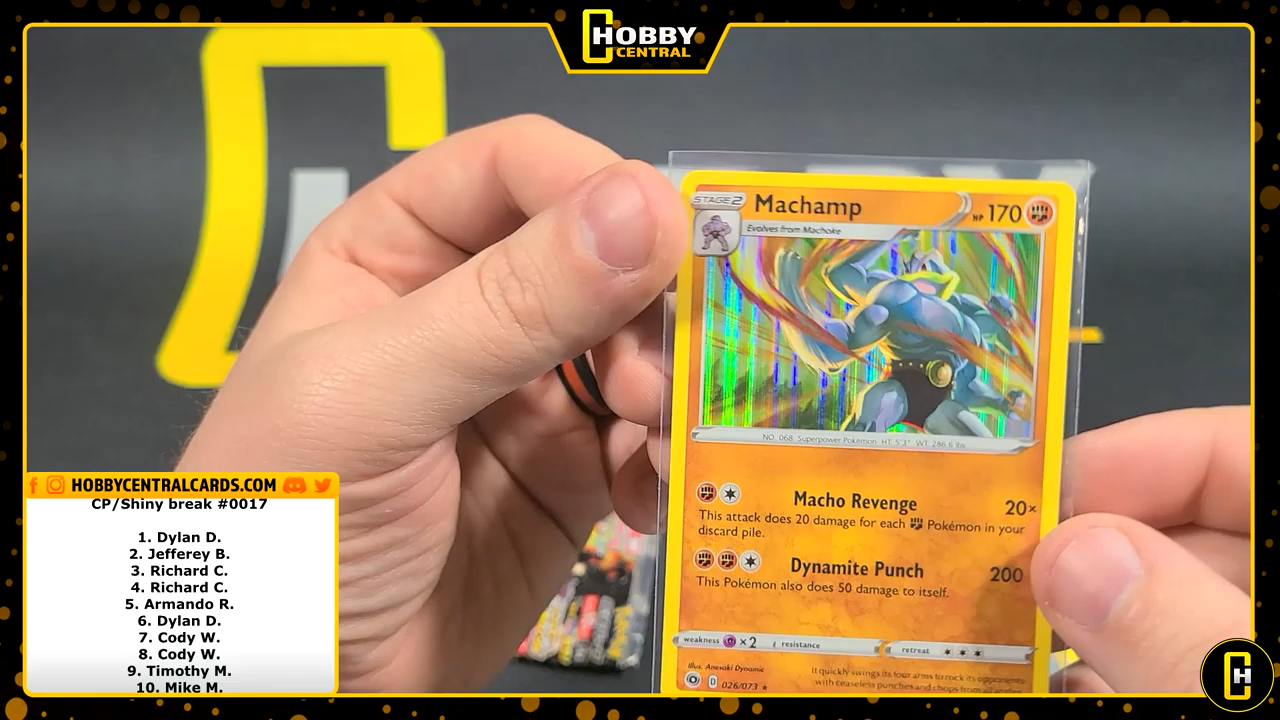 HOBBY
CENTRAL
STAGE 2
Machamp
HP 170
Evolves from Machoke
NO. 068 Superpower Pokémon HT: 5'3" WT: 286.6 lbs
Macho Revenge 20×
This attack does 20 damage for each Pokémon in your
discard pile.
Dynamite Punch 200
This Pokémon also does 50 damage to itself.
weakness ×2 resistance retreat
Illus. Anesaki Dynamic
026/073
It quickly swings its four arms to rock its opponents
with ceaseless punches and chops from all angles.
HOBBYCENTRALCARDS.COM
CP/Shiny break #0017
1. Dylan D.
2. Jefferey B.
3. Richard C.
4. Richard C.
5. Armando R.
6. Dylan D.
7. Cody W.
8. Cody W.
9. Timothy M.
10. Mike M.